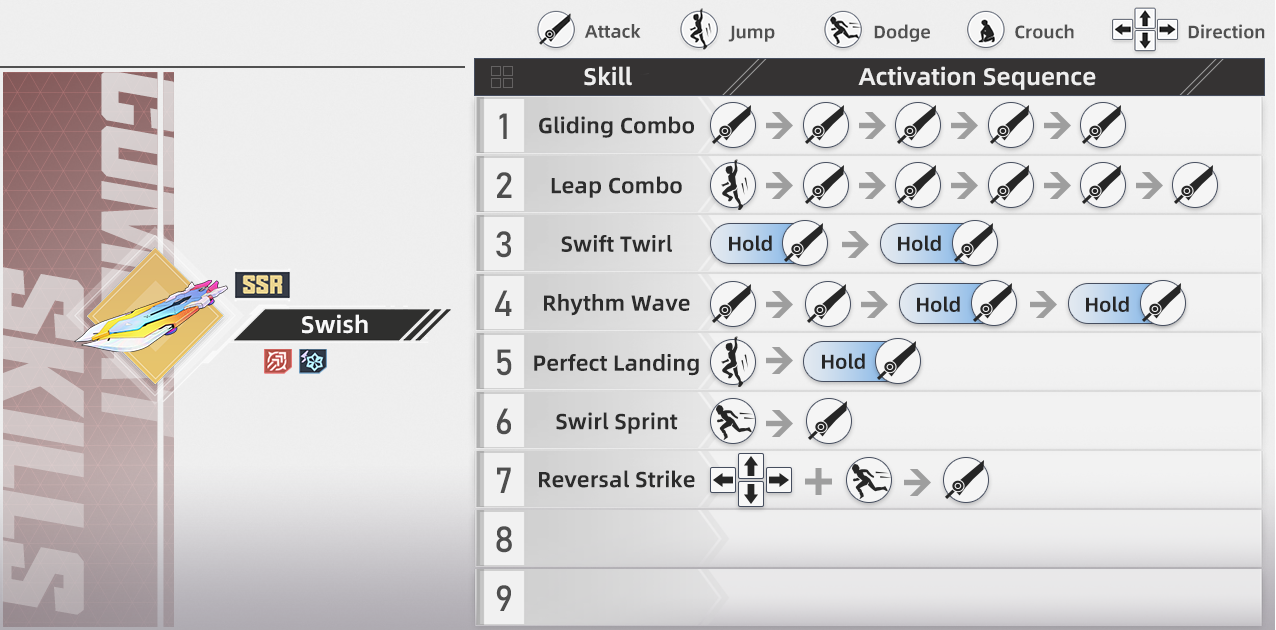 Attack Jump Dodge Crouch Direction
Skill Activation Sequence
COMBAT
SKILLS
SSR
Swish
1 Gliding Combo
2 Leap Combo
3 Swift Twirl Hold Hold
4 Rhythm Wave Hold Hold
5 Perfect Landing Hold
6 Swirl Sprint
7 Reversal Strike
8
9